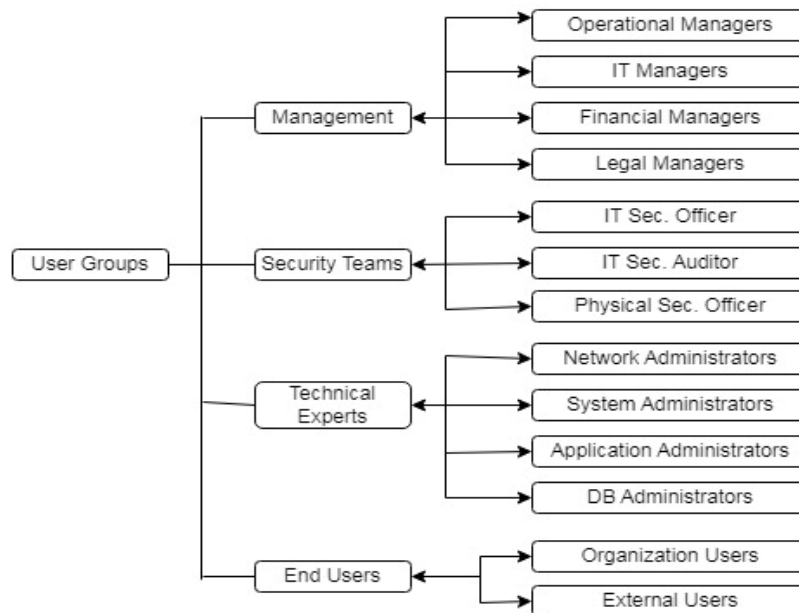 Operational Managers
IT Managers
Management
Financial Managers
Legal Managers
IT Sec. Officer
User Groups
Security Teams
IT Sec. Auditor
Physical Sec. Officer
Network Administrators
Technical
Experts
System Administrators
Application Administrators
DB Administrators
Organization Users
End Users
External Users